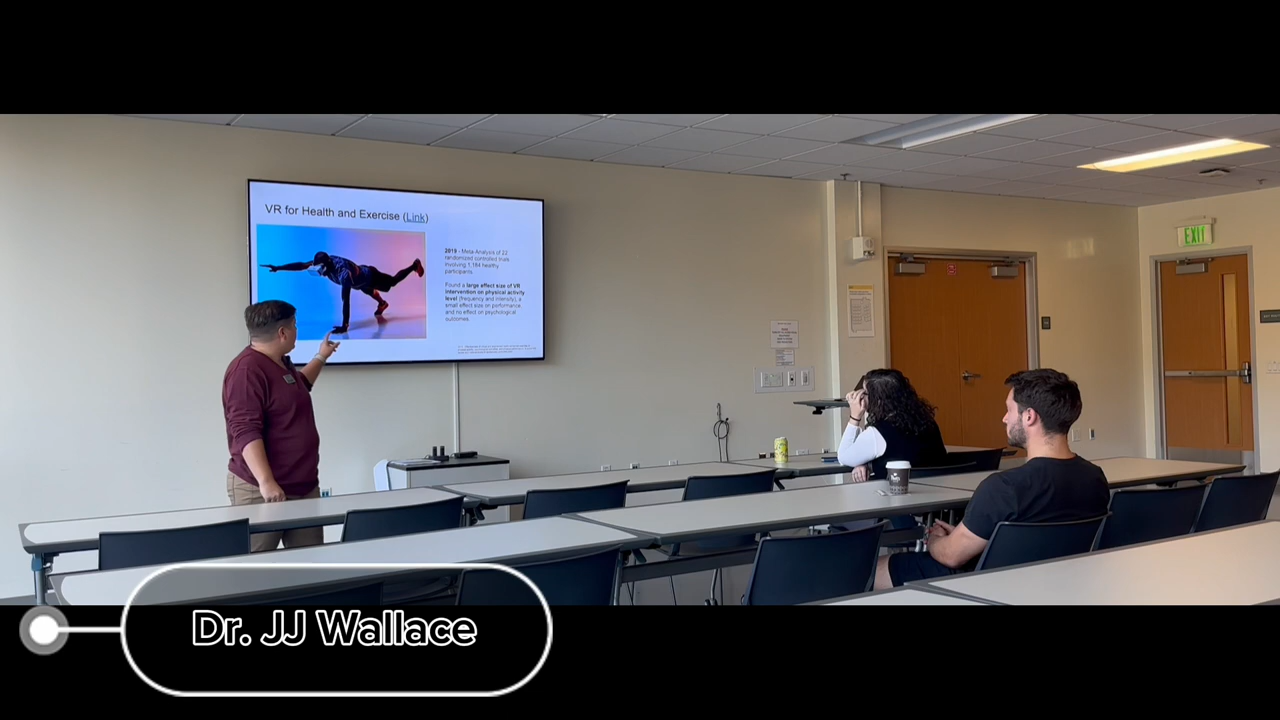 VR for Health and Exercise (Link)
2019 - Meta-Analysis of 22
randomized controlled trials
involving 1,184 healthy
participants.
Found a large effect size of VR
intervention on physical activity
level (frequency and intensity), a
small effect size on performance,
and no effect on psychological
outcomes.
EXIT
Dr. JJ Wallace